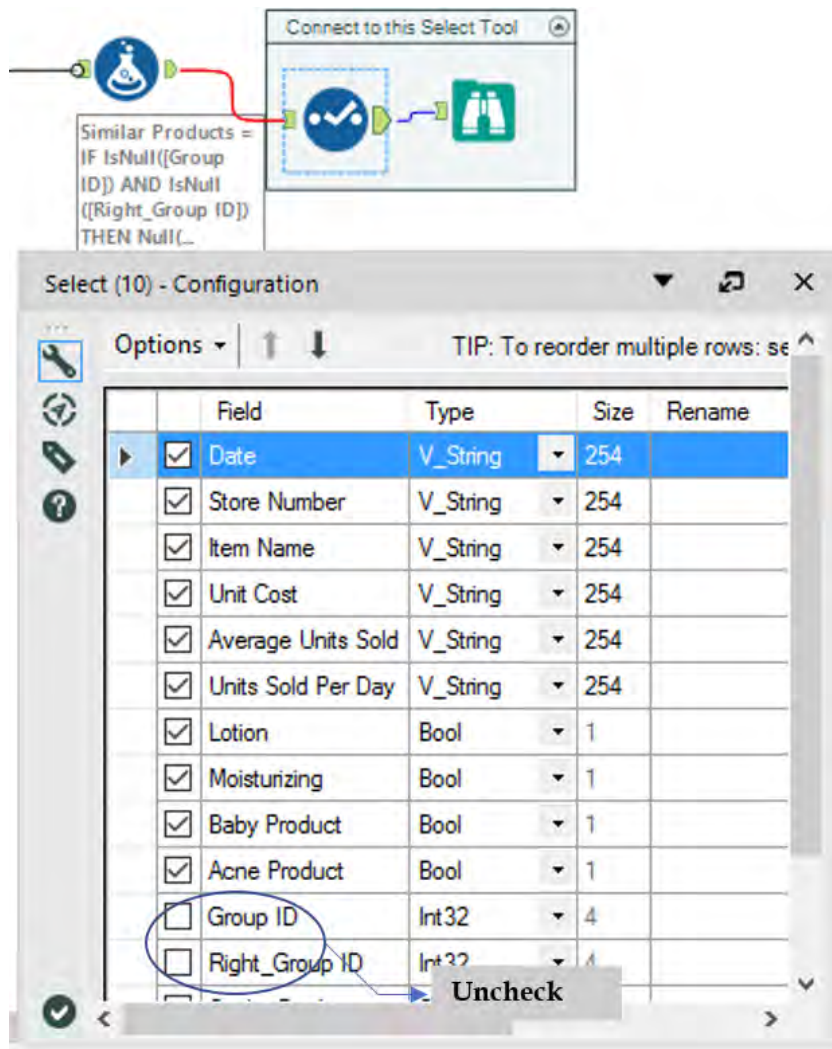 Connect to this Select Tool
Similar Products =
IF IsNull([Group
ID]) AND IsNull
([Right_Group ID])
THEN Null(...
Select (10) - Configuration
Options TIP: To reorder multiple rows: se
Field Type Size Rename
Date V_String 254
Store Number V_String 254
Item Name V_String 254
Unit Cost V_String 254
Average Units Sold V_String 254
Units Sold Per Day V_String 254
Lotion Bool 1
Moisturizing Bool 1
Baby Product Bool 1
Acne Product Bool 1
Group ID Int32 4
Right_Group ID Int32 4
Uncheck